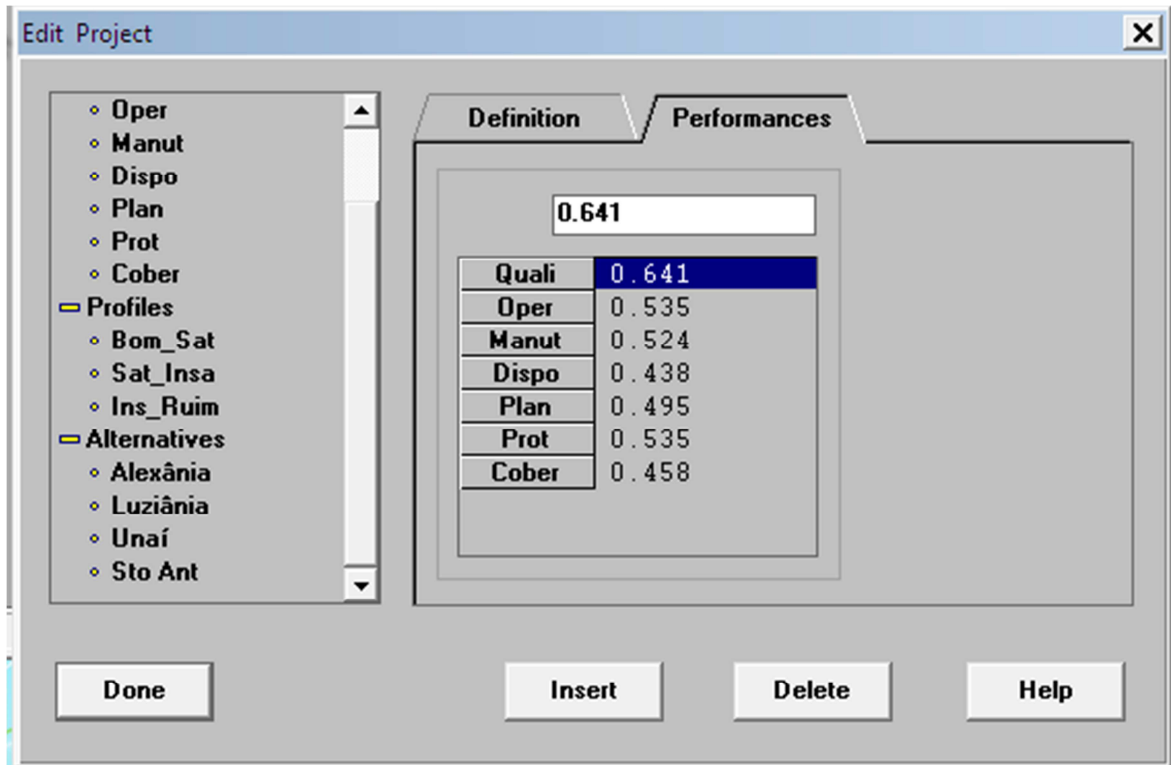 Edit Project
Oper
Manut
Dispo
Plan
Prot
Cober
Profiles
Bom_Sat
Sat_Insa
Ins_Ruim
Alternatives
Alexânia
Luziânia
Unaí
Sto Ant
Definition Performances
0.641
Quali 0.641
Oper 0.535
Manut 0.524
Dispo 0.438
Plan 0.495
Prot 0.535
Cober 0.458
Done Insert Delete Help